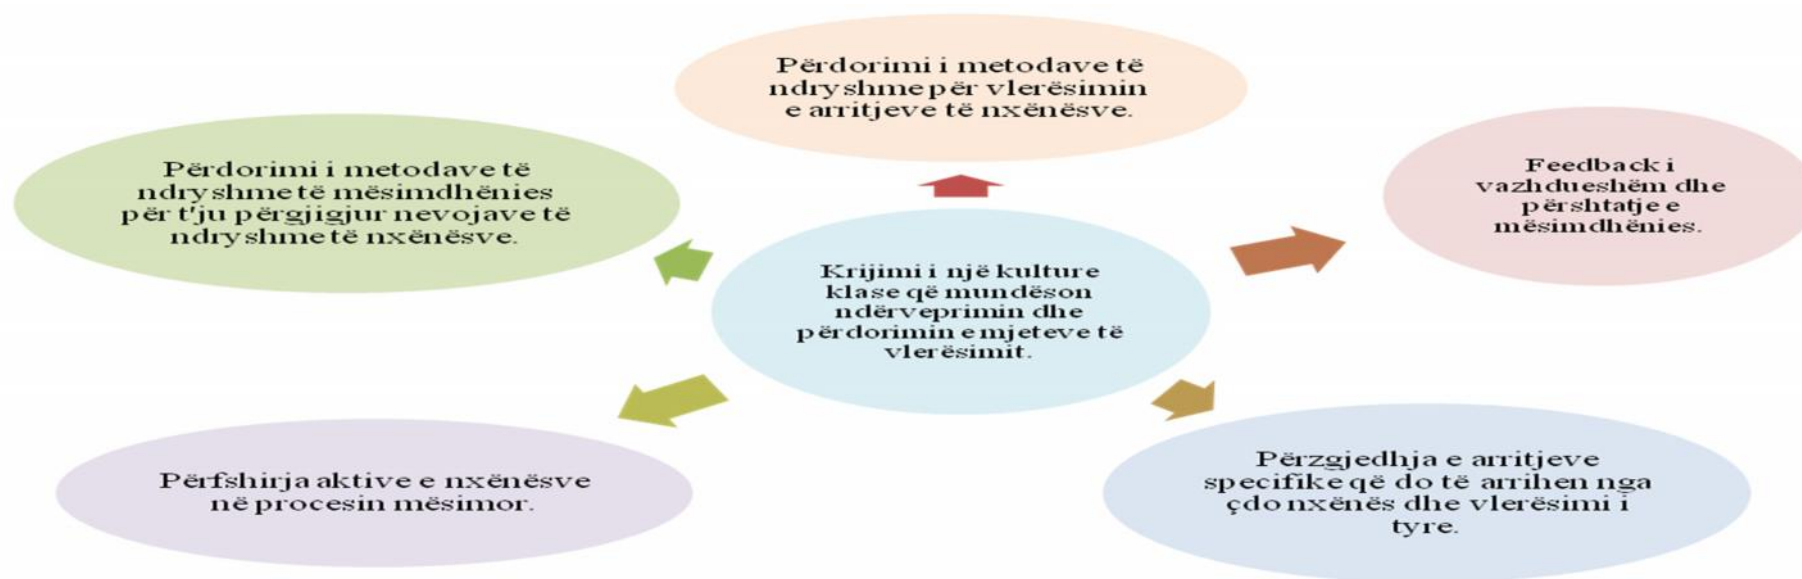 Përdorimi i metodave të
ndryshme për vlerësimin
e arritjeve të nxënësve.
Përdorimi i metodave të
ndryshme të mësimdhënies
për t'ju përgjigjur nevojave të
ndryshme të nxënësve.
Feedback i
vazhdueshëm dhe
përshtatje e
mësimdhënies.
Krijimi i një kulture
klase që mundëson
ndërveprimin dhe
përdorimin e mjeteve të
vlerësimit.
Përfshirja aktive e nxënësve
në procesin mësimor.
Përzgjedhja e arritjeve
specifike që do të arrihen nga
çdo nxënës dhe vlerësimi i
tyre.